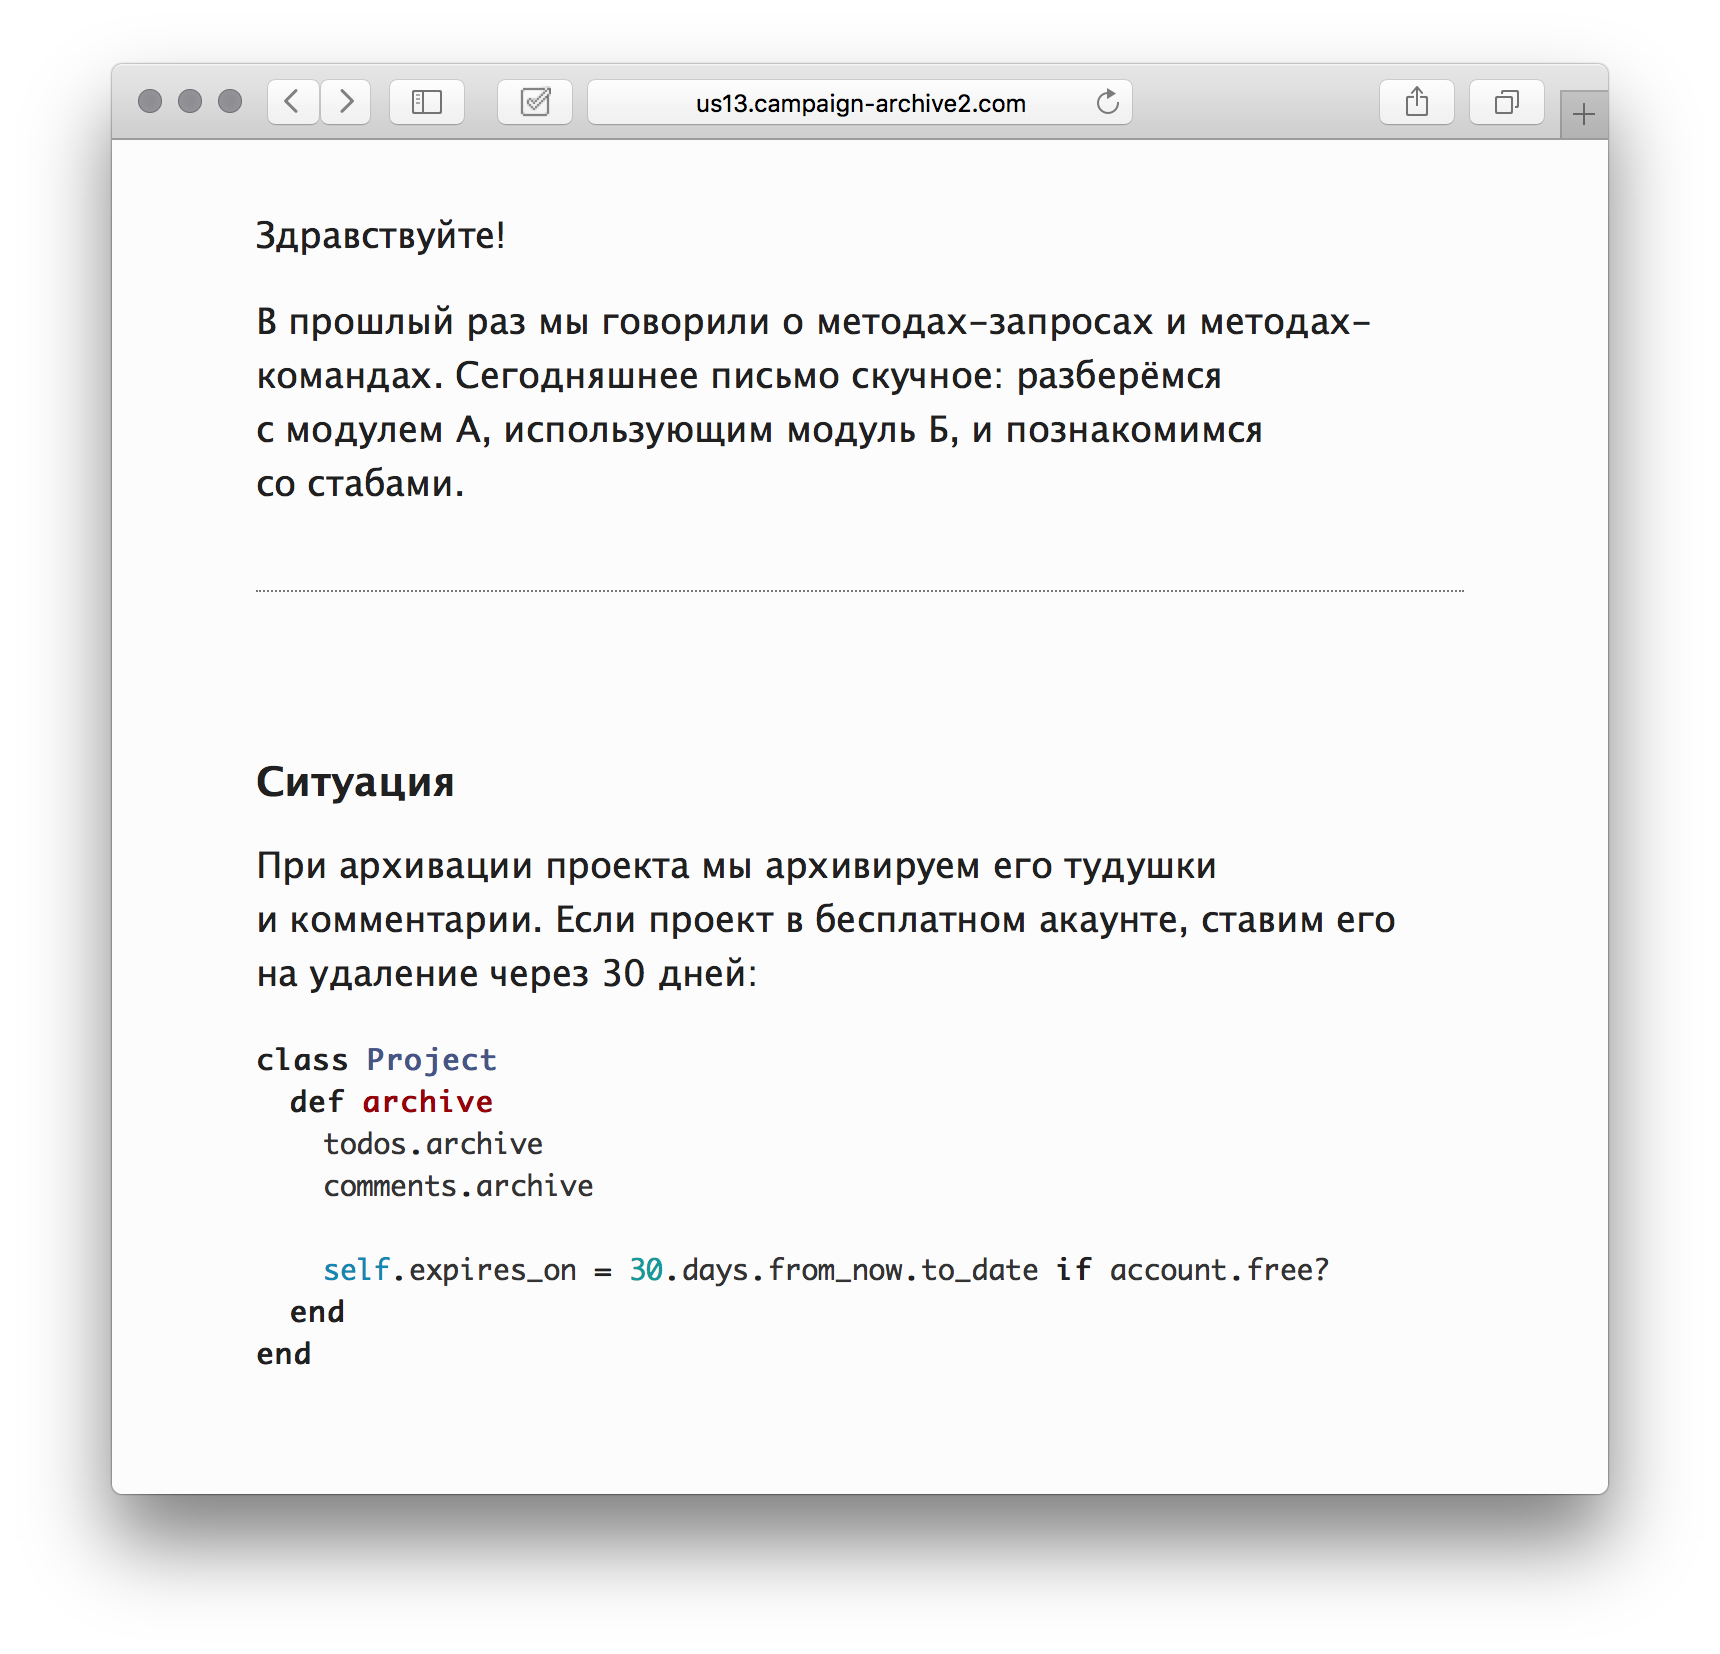 us13.campaign-archive2.com
Здравствуйте!
В прошлый раз мы говорили о методах-запросах и методах-
командах. Сегодняшнее письмо скучное: разберёмся
с модулем А, использующим модуль Б, и познакомимся
со стабами.
Ситуация
При архивации проекта мы архивируем его тудушки
и комментарии. Если проект в бесплатном акаунте, ставим его
на удаление через 30 дней:
class Project
  def archive
    todos.archive
    comments.archive
    self.expires_on = 30.days.from_now.to_date if account.free?
  end
end